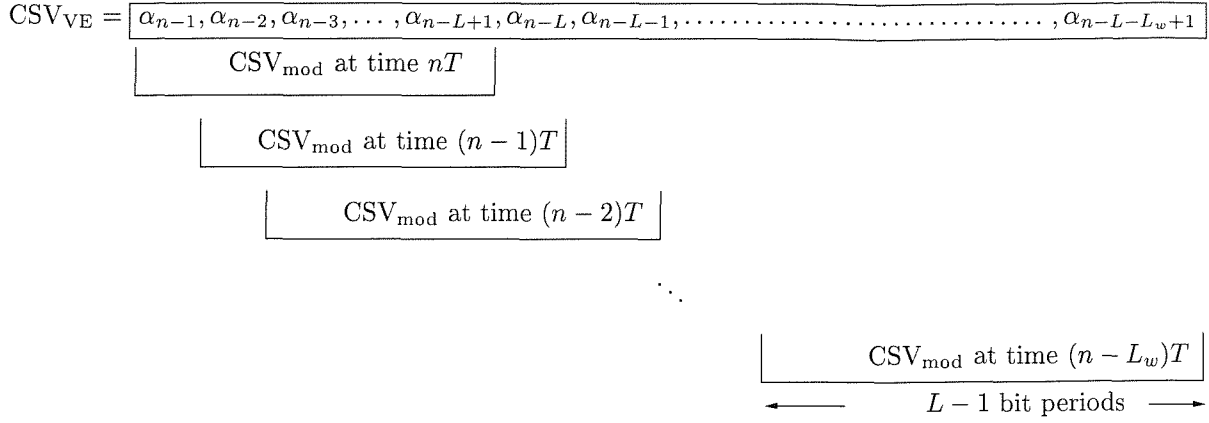 CSV_VE = α_{n−1}, α_{n−2}, α_{n−3}, . . . , α_{n−L+1}, α_{n−L}, α_{n−L−1}, . . . . . . . . . . . . . . . . . . . . . . . . . . . . . , α_{n−L−L_w+1}
CSV_mod at time nT
CSV_mod at time (n − 1)T
CSV_mod at time (n − 2)T
⋱
CSV_mod at time (n − L_w)T
L − 1 bit periods